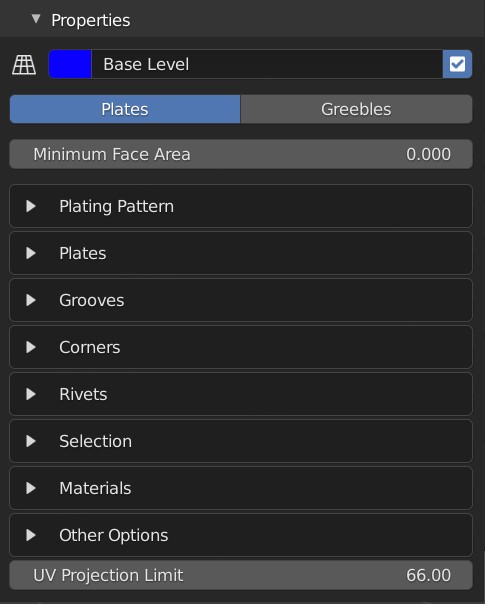 Properties
Base Level
Plates Greebles
Minimum Face Area 0.000
Plating Pattern
Plates
Grooves
Corners
Rivets
Selection
Materials
Other Options
UV Projection Limit 66.00